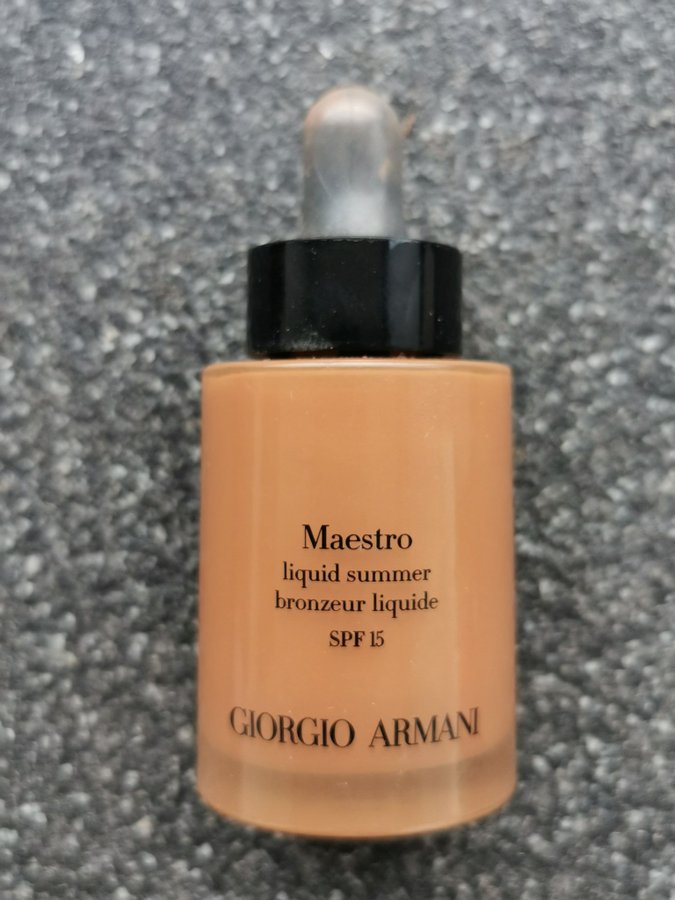 Maestro
liquid summer
bronzeur liquide
SPF 15
GIORGIO ARMANI